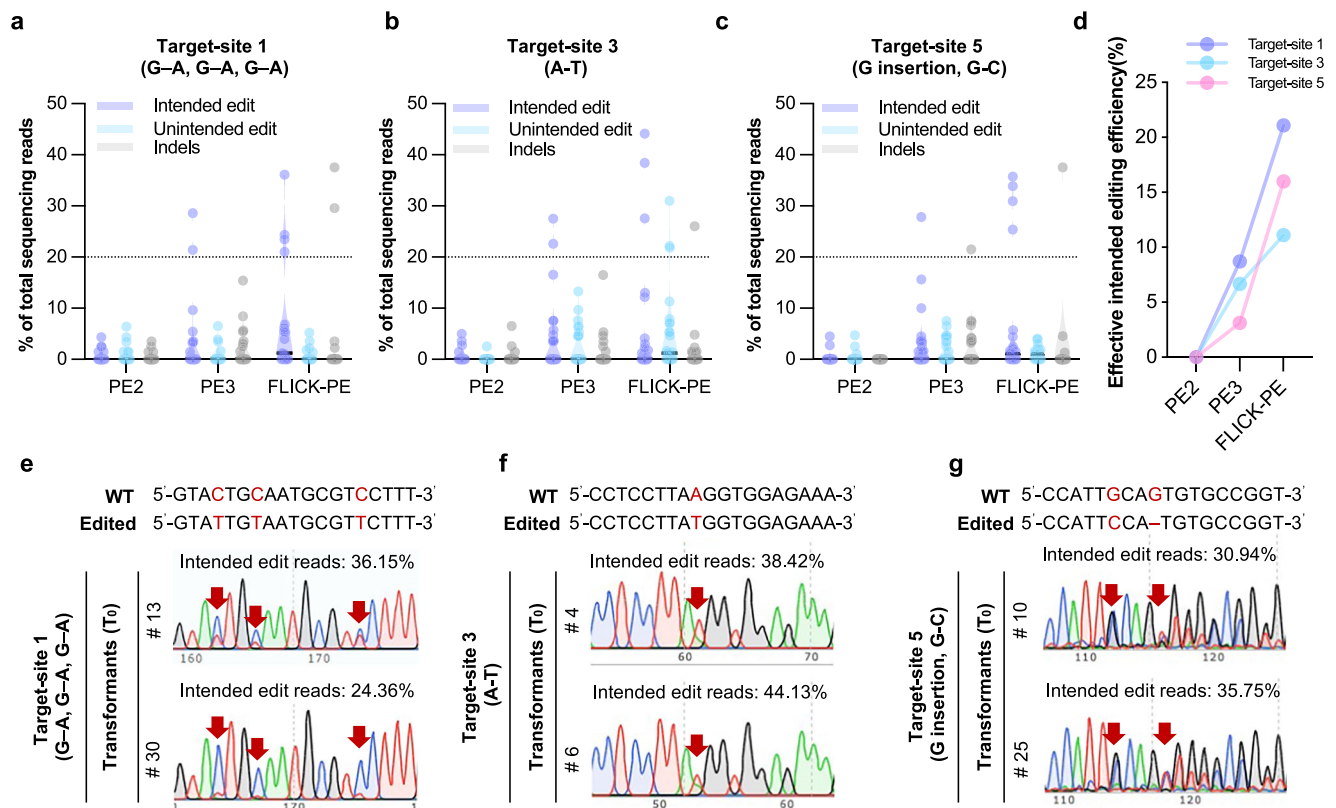 a
Target-site 1
(G–A, G–A, G–A)
% of total sequencing reads
50
40
30
20
10
0
Intended edit
Unintended edit
Indels
PE2
PE3
FLICK-PE
b
Target-site 3
(A-T)
% of total sequencing reads
50
40
30
20
10
0
Intended edit
Unintended edit
Indels
PE2
PE3
FLICK-PE
c
Target-site 5
(G insertion, G-C)
% of total sequencing reads
50
40
30
20
10
0
Intended edit
Unintended edit
Indels
PE2
PE3
FLICK-PE
d
Target-site 1
Target-site 3
Target-site 5
Effective intended editing efficiency(%)
25
20
15
10
5
0
PE2
PE3
FLICK-PE
e
WT 5'-GTACTGCAATGCGTCCTTT-3'
Edited 5'-GTATTGTAATGCGTTCTTT-3'
Target-site 1
(G–A, G–A, G–A)
Transformants (T0)
Intended edit reads: 36.15%
# 13
160
170
Intended edit reads: 24.36%
# 30
170
f
WT 5'-CCTCCTTAAGGTGGAGAAA-3'
Edited 5'-CCTCCTTATGGTGGAGAAA-3'
Target-site 3
(A-T)
Transformants (T0)
Intended edit reads: 38.42%
# 4
60
70
Intended edit reads: 44.13%
# 6
50
60
g
WT 5'-CCATTGCAGTGTGCCGGT-3'
Edited 5'-CCATTCCA–TGTGCCGGT-3'
Target-site 5
(G insertion, G-C)
Transformants (T0)
Intended edit reads: 30.94%
# 10
110
120
Intended edit reads: 35.75%
# 25
110
120